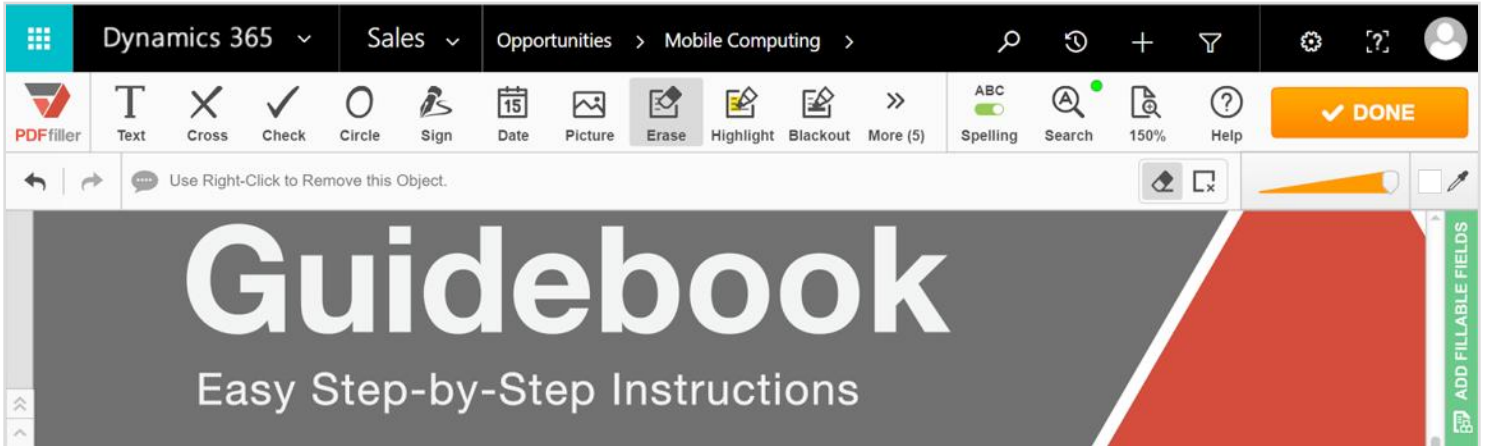 Dynamics 365 Sales Opportunities > Mobile Computing >
[?]
T 15 ABC A ? ✓ DONE
PDFfiller Text Cross Check Circle Sign Date Picture Erase Highlight Blackout More (5) Spelling Search 150% Help
Use Right-Click to Remove this Object.
Guidebook
Easy Step-by-Step Instructions
ADD FILLABLE FIELDS